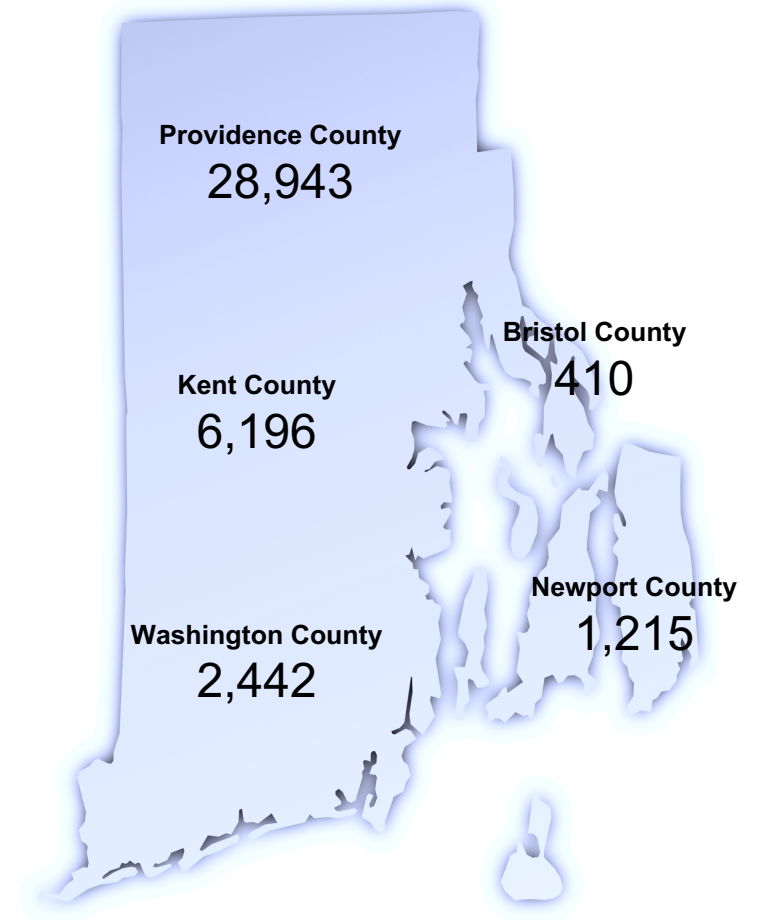 Providence County
28,943
Bristol County
410
Kent County
6,196
Newport County
1,215
Washington County
2,442